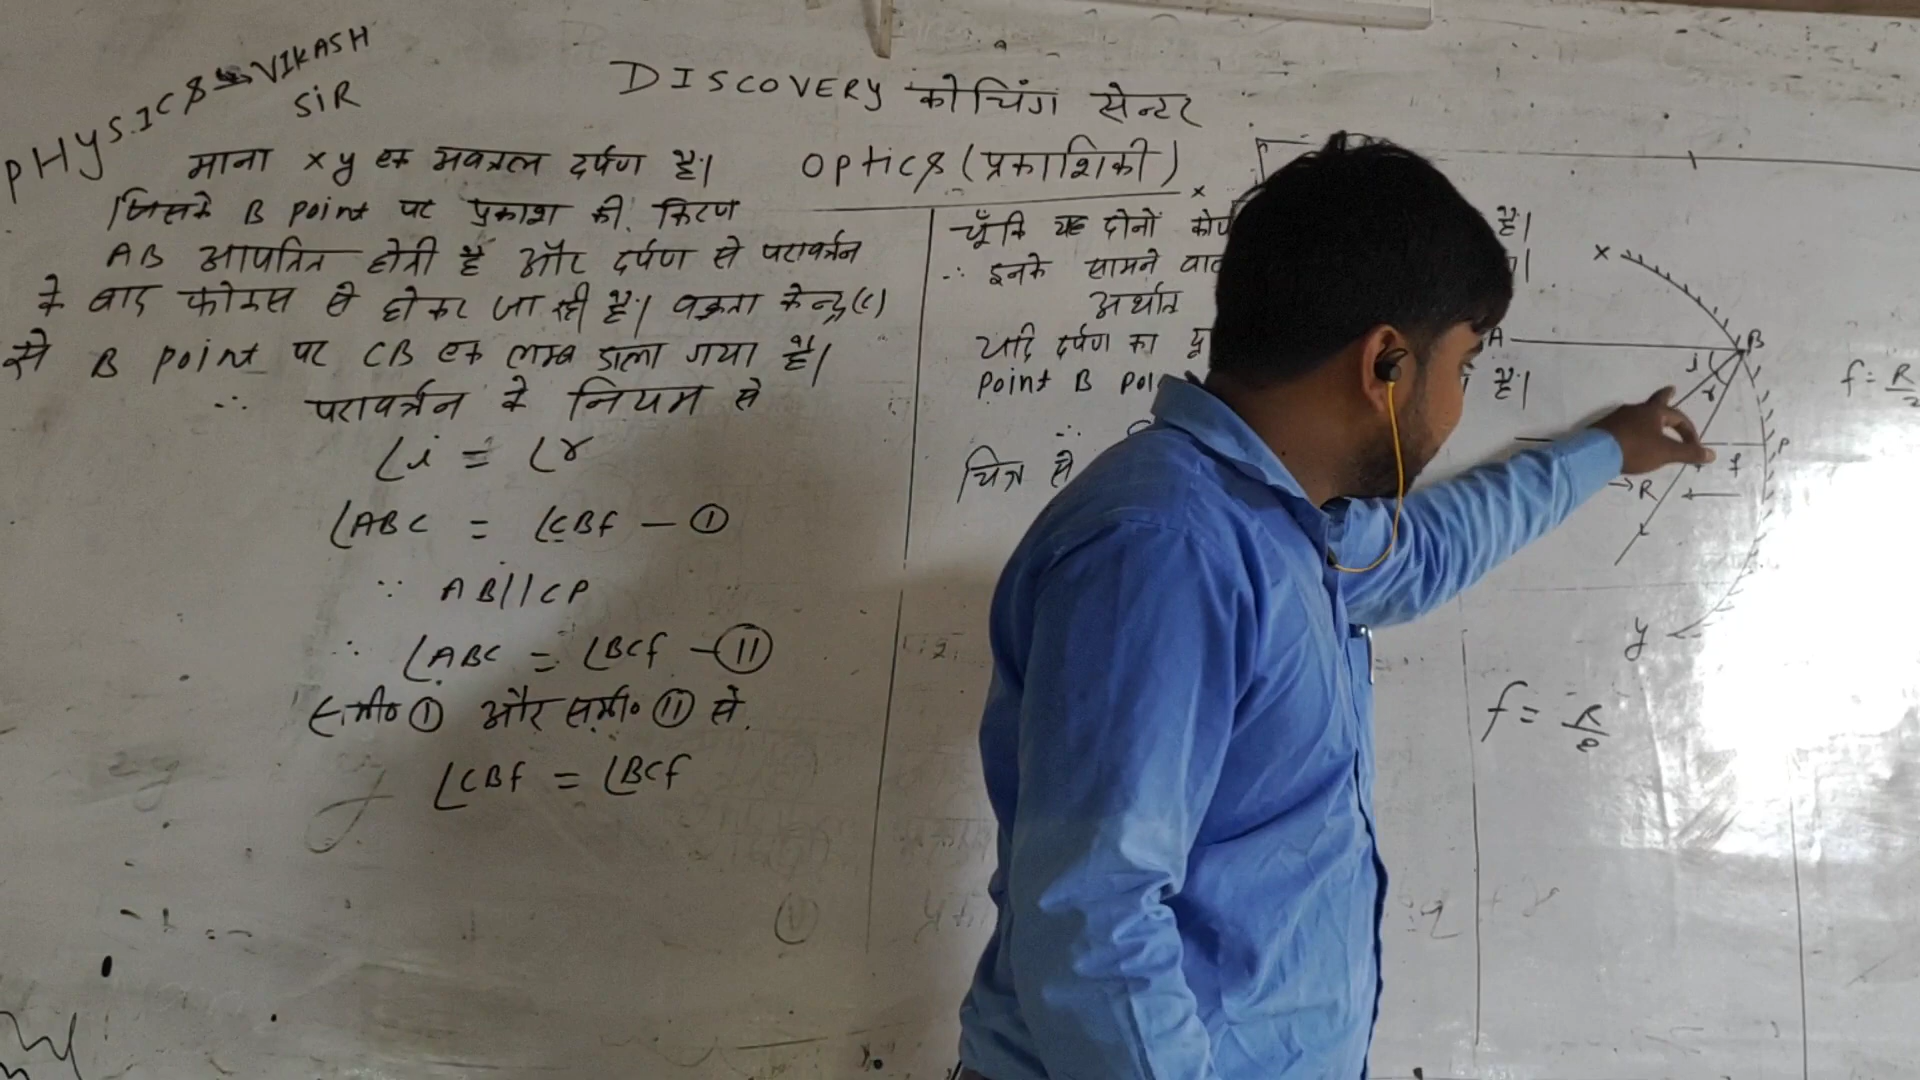 PHYSICS → VIKASH
SIR
DISCOVERY कोचिंग सेन्टर
Optics (प्रकाशिकी)
माना xy एक अवतल दर्पण है।
जिसके B Point पर प्रकाश की किरण
AB आपतित होती है और दर्पण से परावर्तन
के बाद फोकस से होकर जा रही है। वक्रता केन्द्र (c)
से B point पर CB एक लम्ब डाला गया है।
∴ परावर्तन के नियम से
∠i = ∠r
∠ABC = ∠CBf — ①
∵ AB//CP
∴ ∠ABC = ∠BCf — ⑪
समी० ① और समी० ⑪ से
∠CBf = ∠BCf
चूँकि यह दोनों
है।
∴ इनके सामने
अर्थात
यदि दर्पण का
Point B
है।
∴
चित्र से
x
A
B
i
r
P
f
R
y
f = R/2
f =